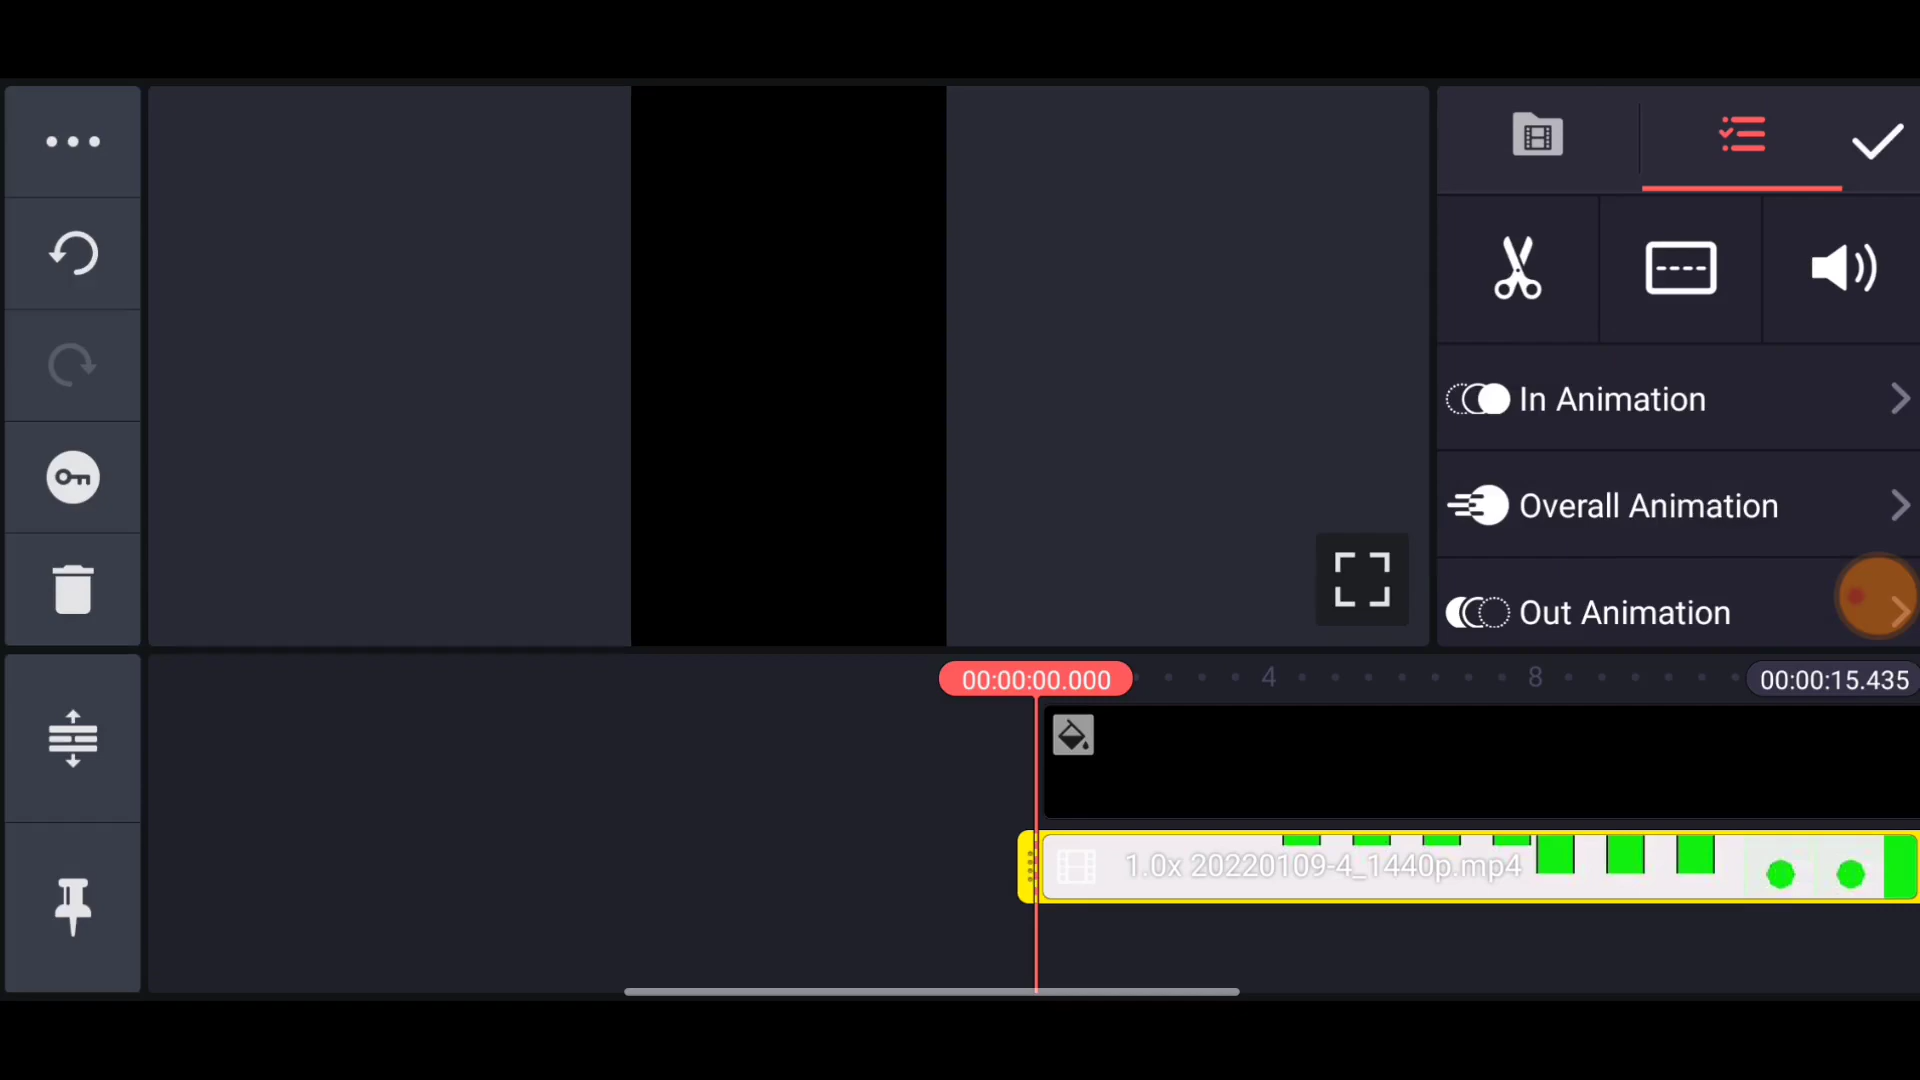 In Animation
Overall Animation
Out Animation
00:00:00.000
4
8
00:00:15.435
1.0x 20220109-4_1440p.mp4